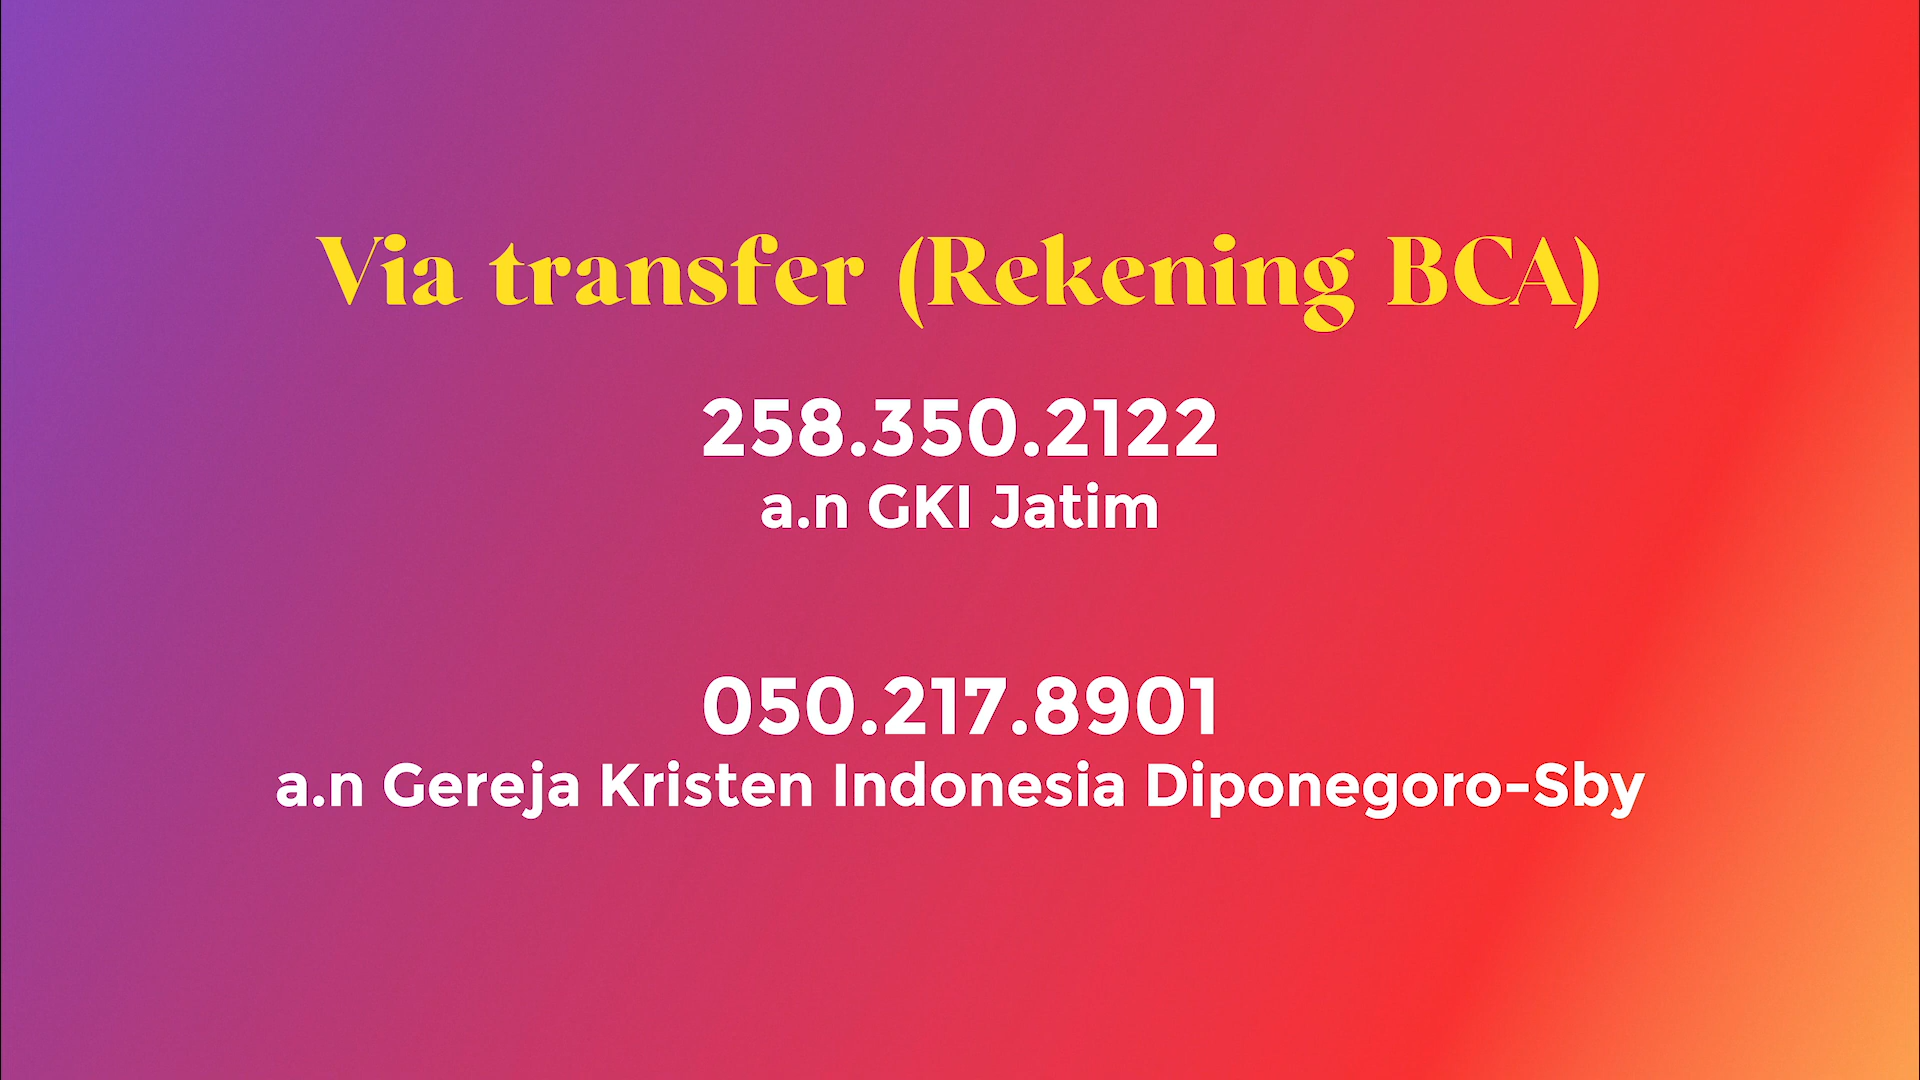 Via transfer (Rekening BCA)
258.350.2122
a.n GKI Jatim
050.217.8901
a.n Gereja Kristen Indonesia Diponegoro-Sby